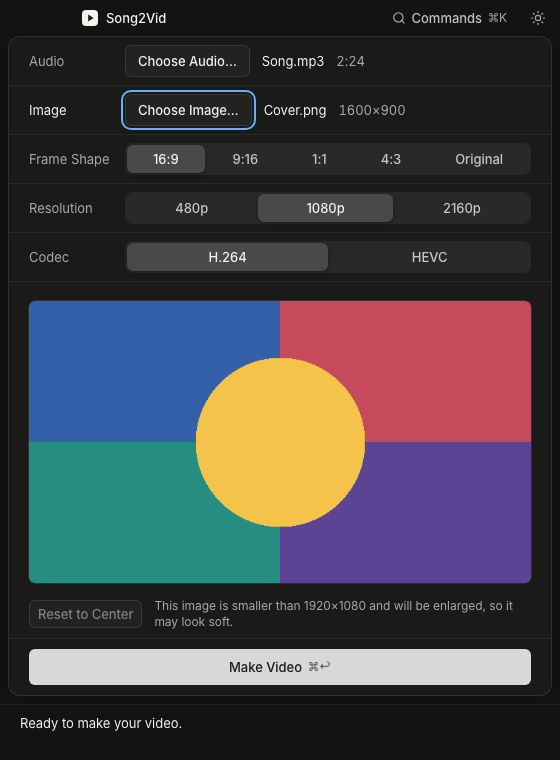 Song2Vid
Commands ⌘K
Audio Choose Audio... Song.mp3 2:24
Image Choose Image... Cover.png 1600×900
Frame Shape 16:9 9:16 1:1 4:3 Original
Resolution 480p 1080p 2160p
Codec H.264 HEVC
Reset to Center
This image is smaller than 1920×1080 and will be enlarged, so it
may look soft.
Make Video ⌘↩
Ready to make your video.